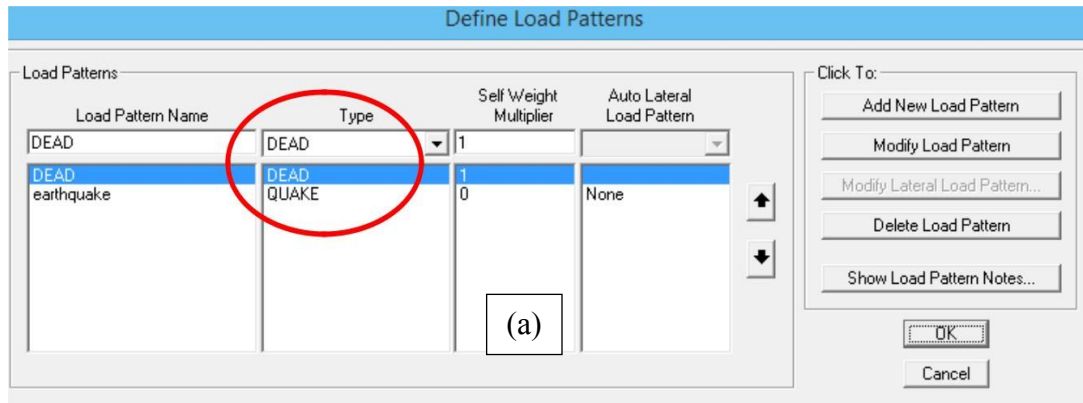 Define Load Patterns
Load Patterns
Click To:
Load Pattern Name
Type
Self Weight
Multiplier
Auto Lateral
Load Pattern
DEAD
DEAD
1
DEAD
DEAD
1
earthquake
QUAKE
0
None
(a)
Add New Load Pattern
Modify Load Pattern
Modify Lateral Load Pattern...
Delete Load Pattern
Show Load Pattern Notes...
OK
Cancel